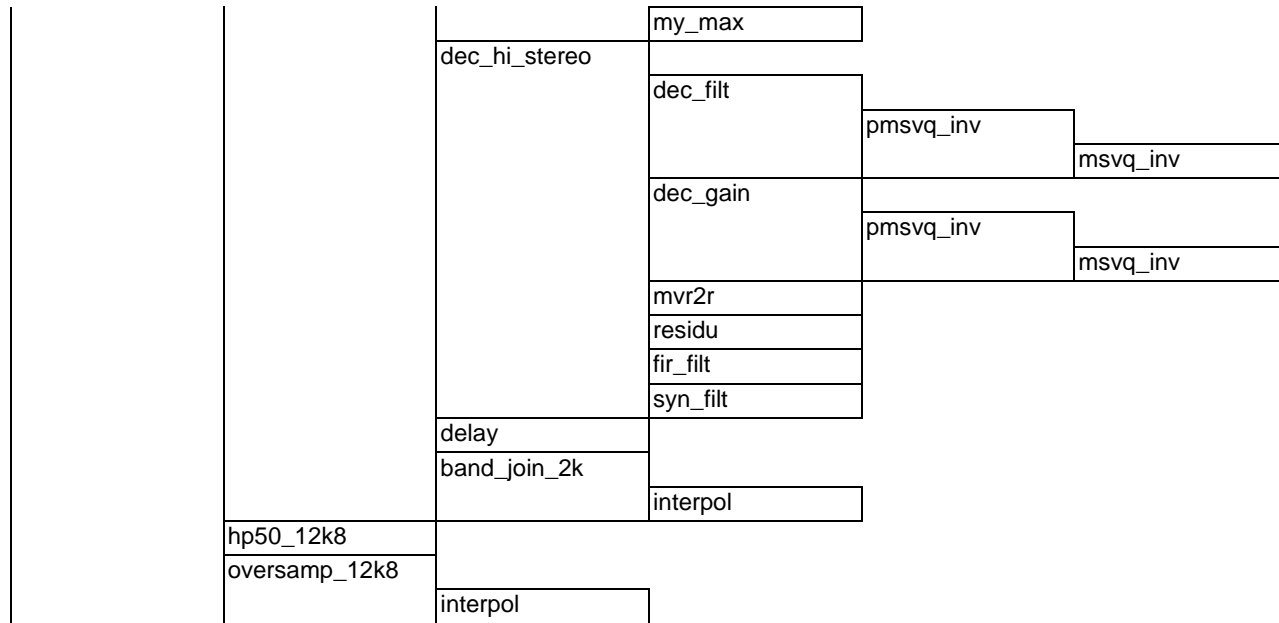 my_max
dec_hi_stereo
dec_filt
pmsvq_inv
msvq_inv
dec_gain
pmsvq_inv
msvq_inv
mvr2r
residu
fir_filt
syn_filt
delay
band_join_2k
interpol
hp50_12k8
oversamp_12k8
interpol